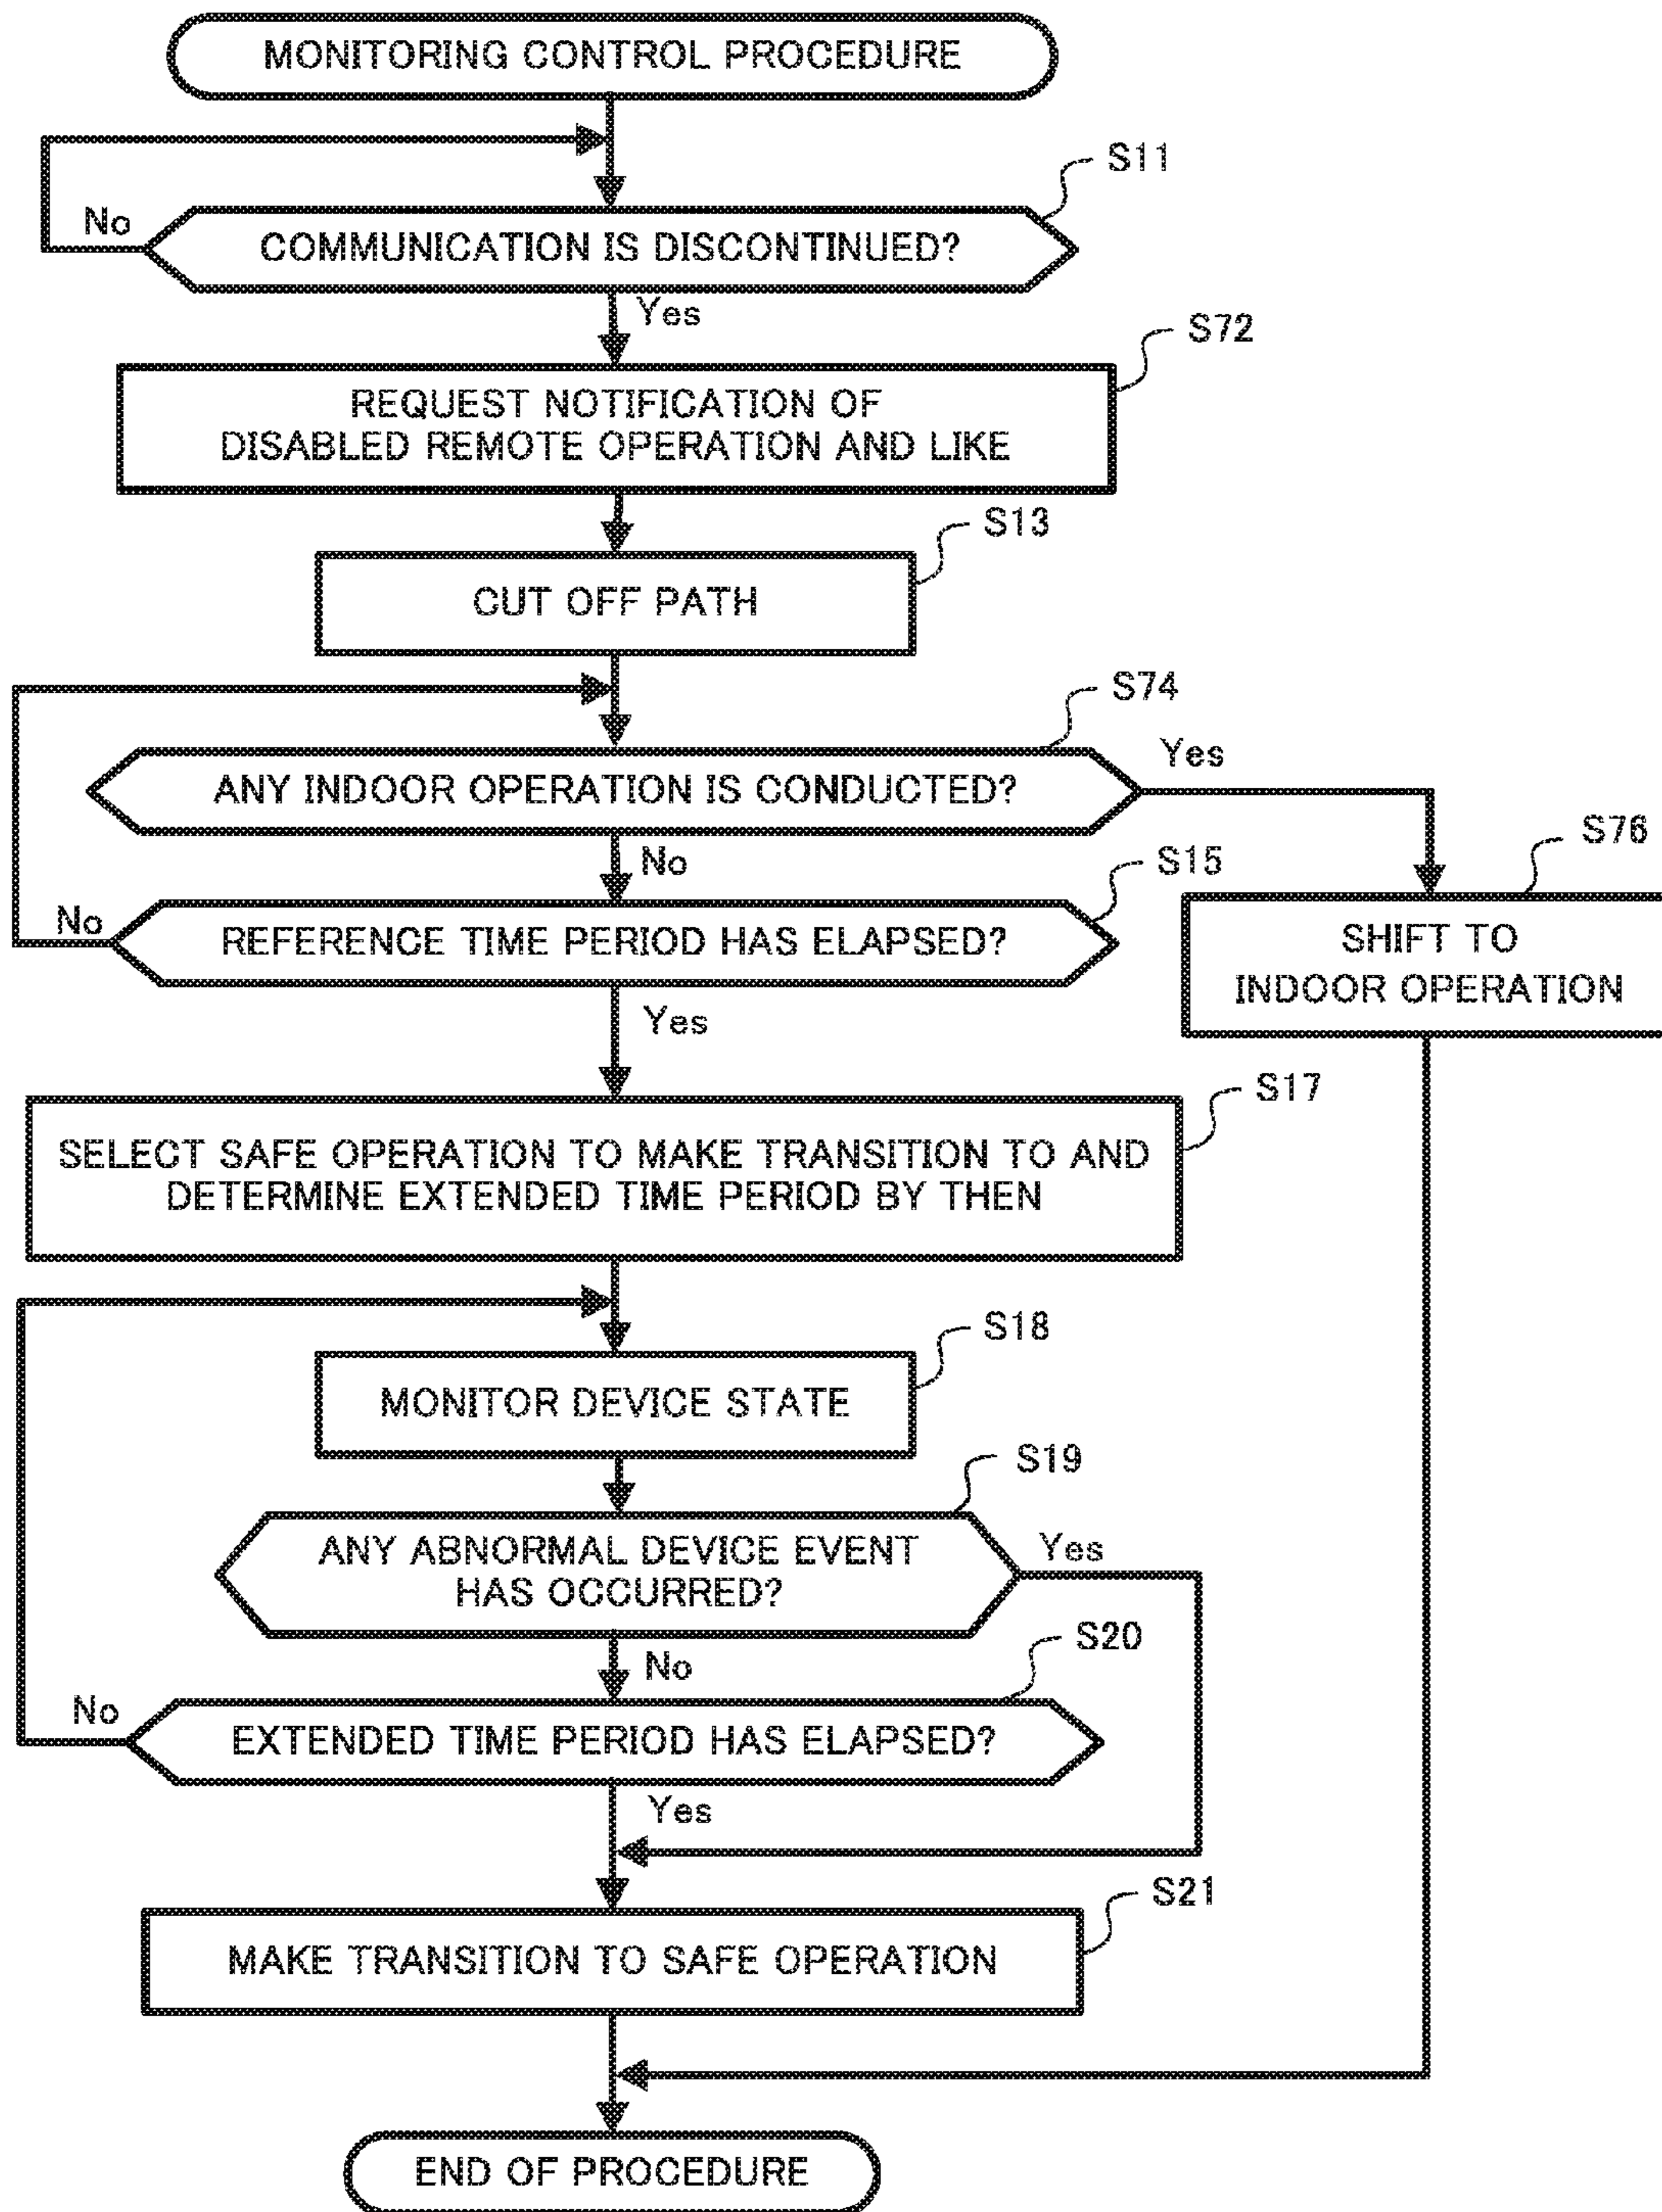 MONITORING CONTROL PROCEDURE
S11
No
COMMUNICATION IS DISCONTINUED?
Yes
S72
REQUEST NOTIFICATION OF
DISABLED REMOTE OPERATION AND LIKE
S13
CUT OFF PATH
S74
ANY INDOOR OPERATION IS CONDUCTED?
Yes
No
S76
SHIFT TO
INDOOR OPERATION
S15
No
REFERENCE TIME PERIOD HAS ELAPSED?
Yes
S17
SELECT SAFE OPERATION TO MAKE TRANSITION TO AND
DETERMINE EXTENDED TIME PERIOD BY THEN
S18
MONITOR DEVICE STATE
S19
ANY ABNORMAL DEVICE EVENT
HAS OCCURRED?
Yes
No
S20
No
EXTENDED TIME PERIOD HAS ELAPSED?
Yes
S21
MAKE TRANSITION TO SAFE OPERATION
END OF PROCEDURE